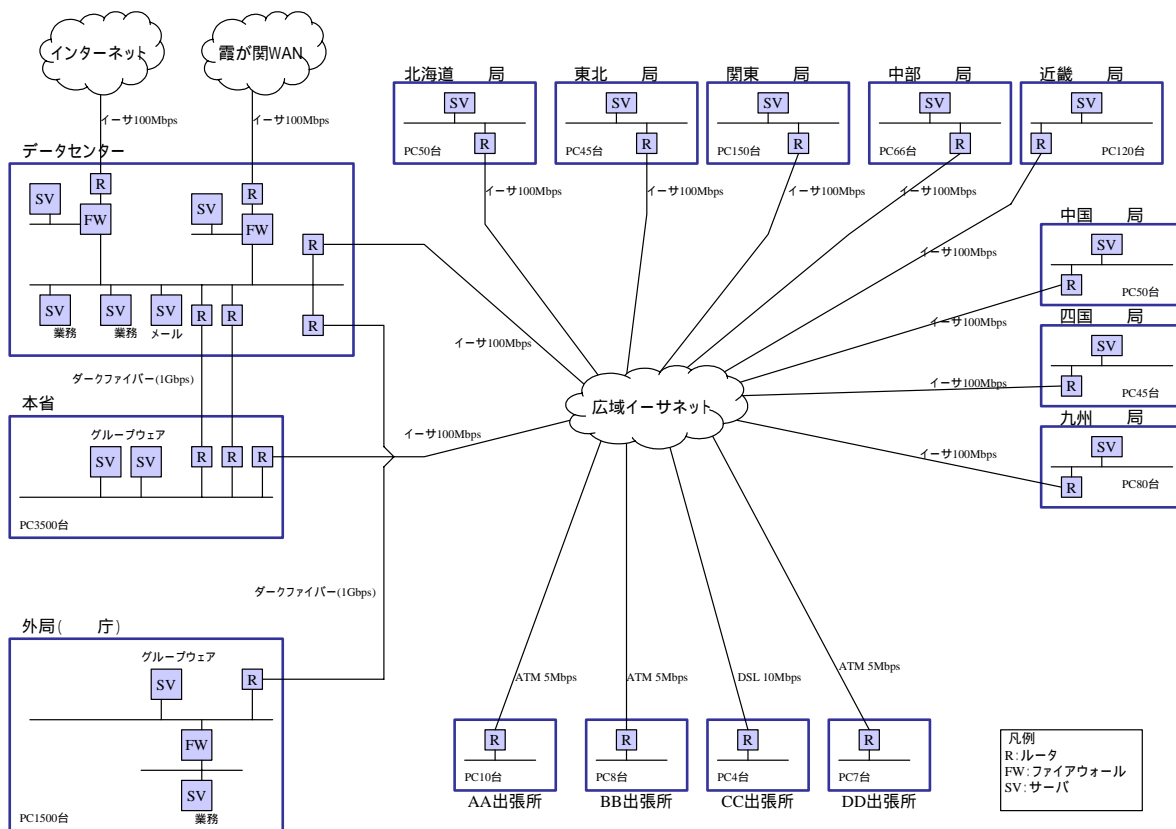 インターネット
霞が関WAN
イーサ100Mbps
イーサ100Mbps
データセンター
R
R
SV
SV
FW
FW
R
SV
SV
SV
R
R
R
業務
業務
メール
ダークファイバー(1Gbps)
本省
グループウェア
SV
SV
R
R
R
PC3500台
イーサ100Mbps
イーサ100Mbps
ダークファイバー(1Gbps)
外局( 庁)
グループウェア
SV
R
FW
SV
業務
PC1500台
北海道 局
SV
R
PC50台
イーサ100Mbps
東北 局
SV
R
PC45台
イーサ100Mbps
関東 局
SV
R
PC150台
イーサ100Mbps
中部 局
SV
R
PC66台
イーサ100Mbps
近畿 局
SV
R
PC120台
イーサ100Mbps
中国 局
SV
R
PC50台
イーサ100Mbps
四国 局
SV
R
PC45台
イーサ100Mbps
九州 局
SV
R
PC80台
イーサ100Mbps
広域イーサネット
ATM 5Mbps
ATM 5Mbps
DSL 10Mbps
ATM 5Mbps
R
PC10台
AA出張所
R
PC8台
BB出張所
R
PC4台
CC出張所
R
PC7台
DD出張所
凡例
R:ルータ
FW:ファイアウォール
SV:サーバ